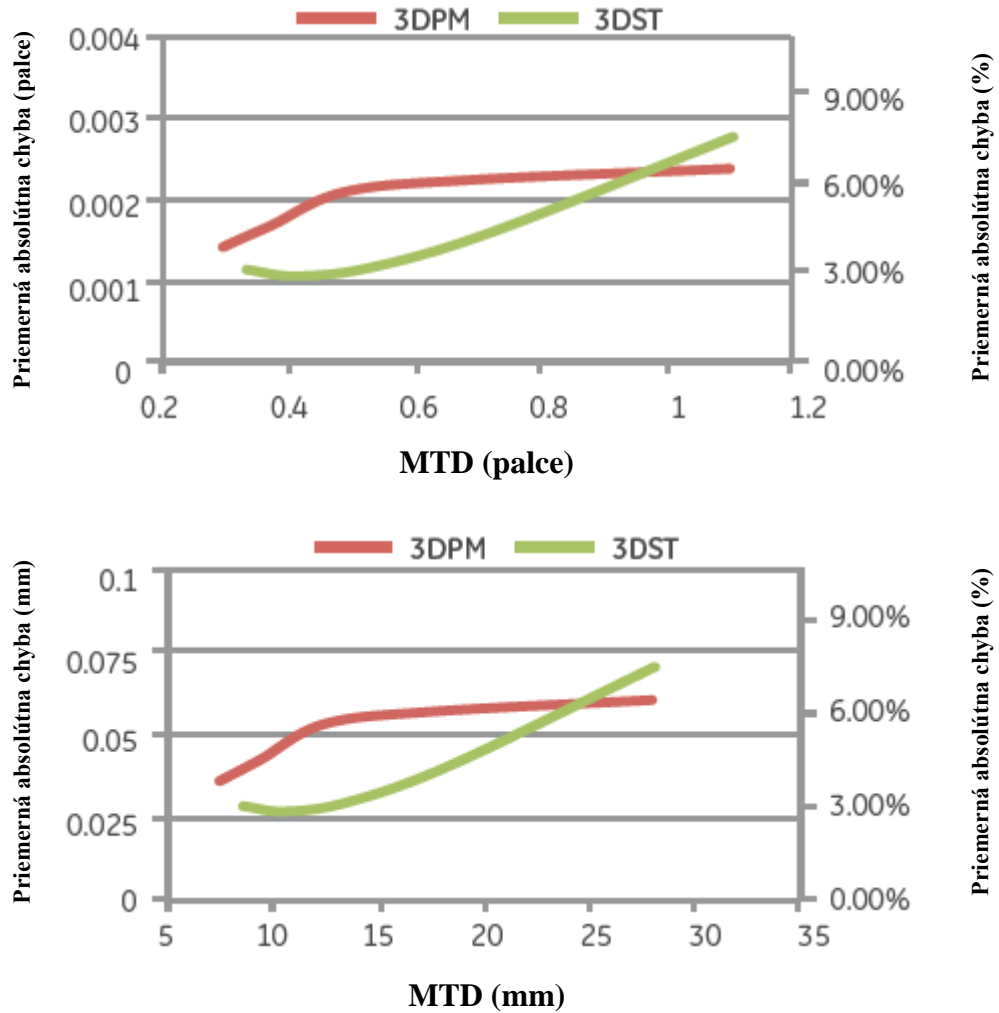 3DPM 3DST
Priemerná absolútna chyba (palce)
0.004
0.003
0.002
0.001
0
9.00%
6.00%
3.00%
0.00%
Priemerná absolútna chyba (%)
0.2 0.4 0.6 0.8 1 1.2
MTD (palce)
3DPM 3DST
Priemerná absolútna chyba (mm)
0.1
0.075
0.05
0.025
0
9.00%
6.00%
3.00%
0.00%
Priemerná absolútna chyba (%)
5 10 15 20 25 30 35
MTD (mm)